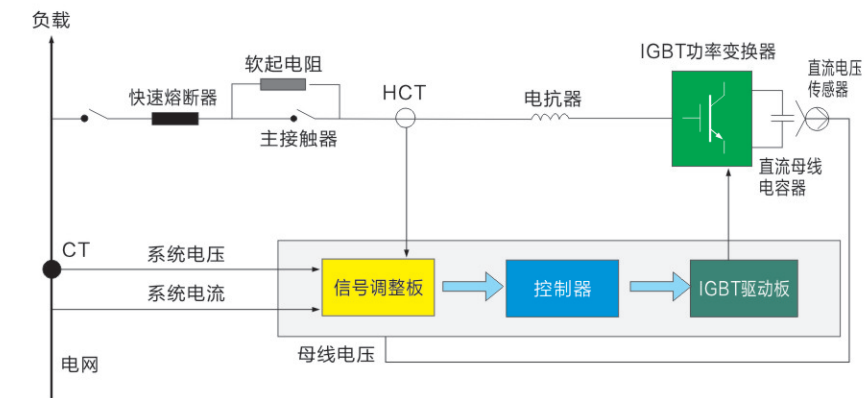 负载
软起电阻
快速熔断器
主接触器
HCT
电抗器
IGBT功率变换器
直流电压
传感器
直流母线
电容器
CT
系统电压
系统电流
信号调整板
控制器
IGBT驱动板
母线电压
电网